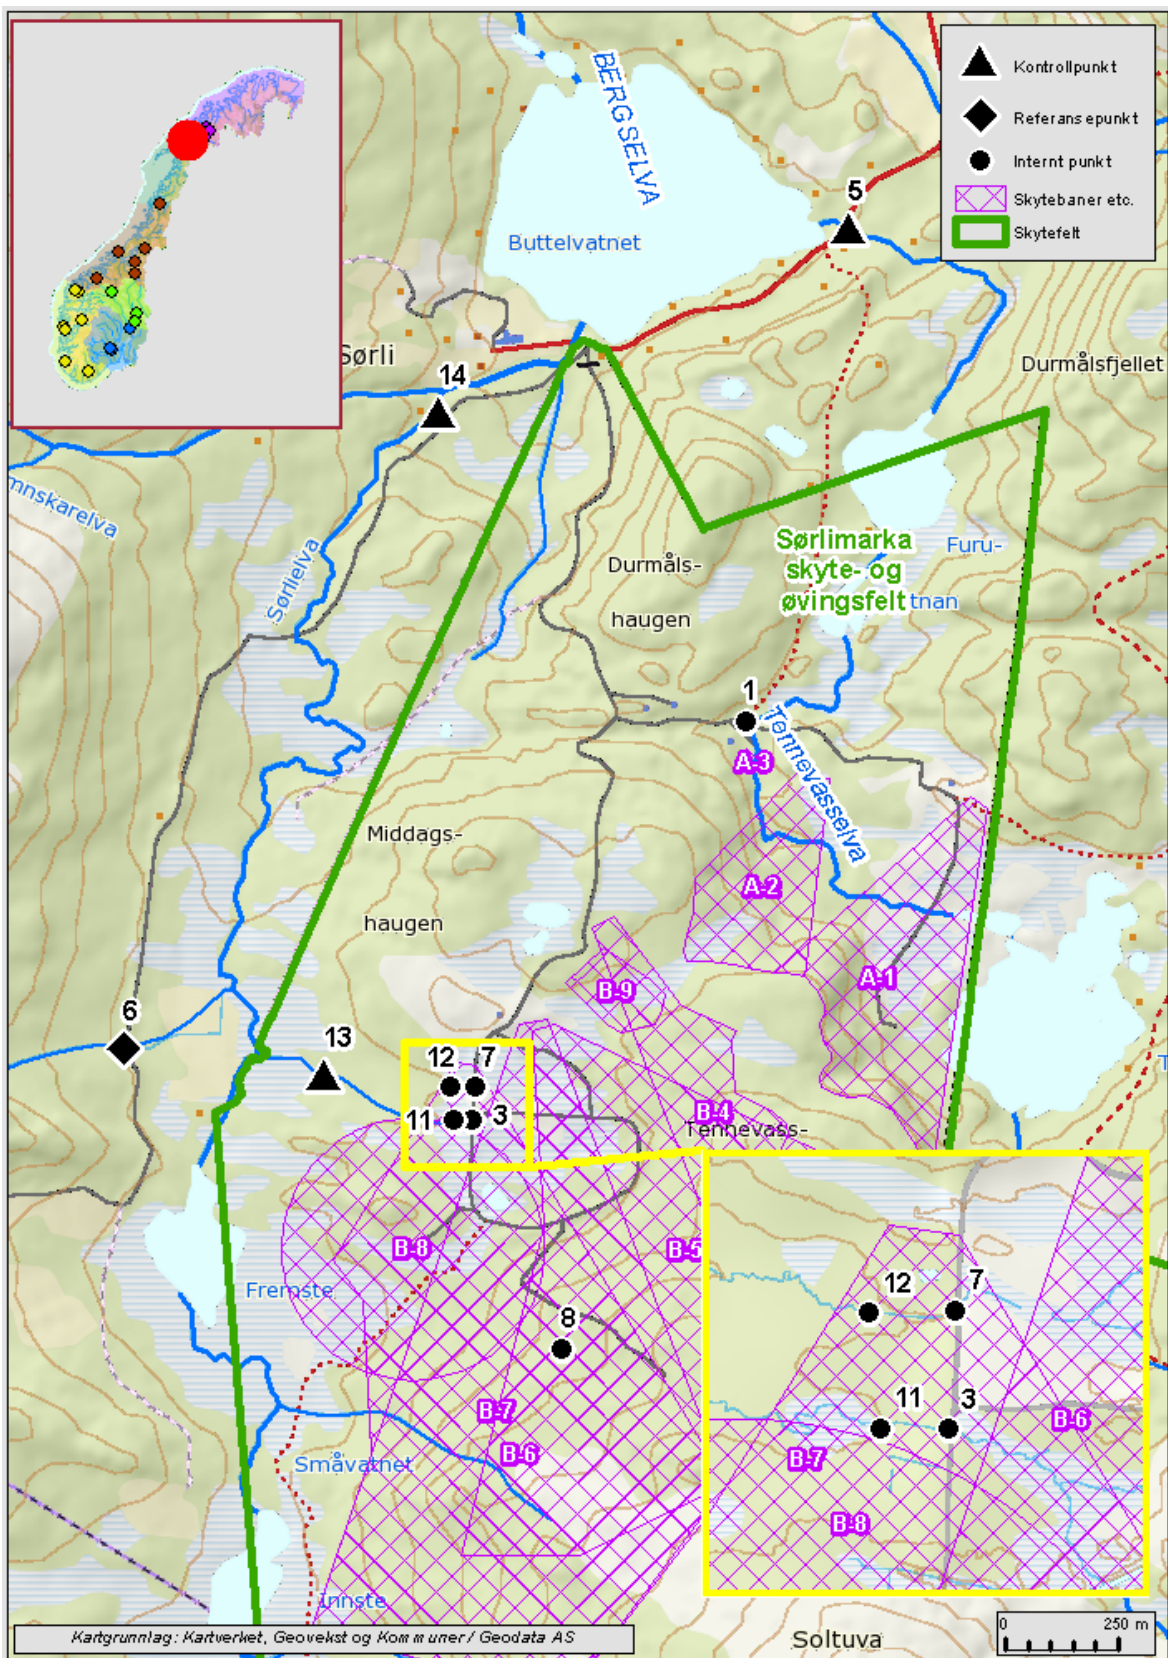 Kontrollpunkt
Referansepunkt
Internt punkt
Skytebaner etc.
Skytefelt
BERGSELVA
5
Buttelvatnet
Sørli
14
Durmålsfjellet
mnskarelva
Sørlielva
Sørlimarka
skyte- og
øvingsfelt
Furu-
tnan
Durmåls-
haugen
1
Tennevasselva
A-3
Middags-
haugen
A-2
A-1
B-9
6
13
12
7
11
3
B-4
Tennevass-
B-8
B-5
Fremste
8
B-7
B-6
Småvatnet
Innste
12
7
11
3
B-6
B-7
B-8
T
Soltuva
Kartgrunnlag: Kartverket, Geovekst og Kommuner / Geodata AS
0 250 m